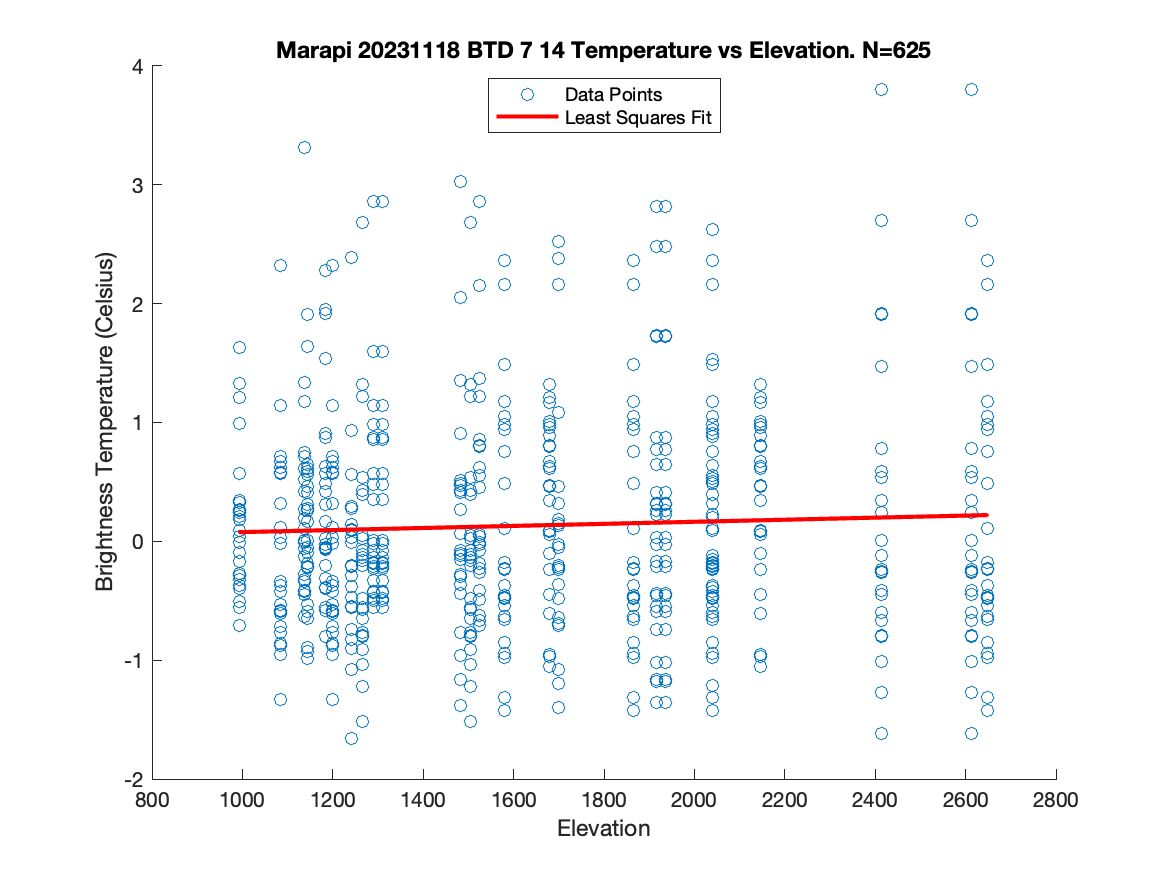 Marapi 20231118 BTD 7 14 Temperature vs Elevation. N=625
Data Points
Least Squares Fit
4
3
2
1
0
-1
-2
Brightness Temperature (Celsius)
800 1000 1200 1400 1600 1800 2000 2200 2400 2600 2800
Elevation